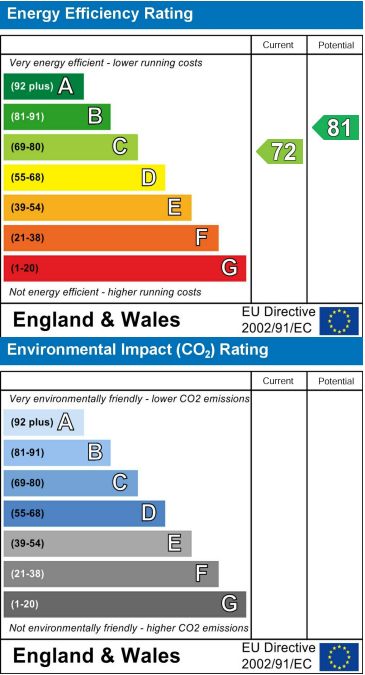 Energy Efficiency Rating
Current Potential
Very energy efficient - lower running costs
(92 plus) A
(81-91) B
(69-80) C
(55-68) D
(39-54) E
(21-38) F
(1-20) G
72
81
Not energy efficient - higher running costs
England & Wales
EU Directive
2002/91/EC
Environmental Impact (CO₂) Rating
Current Potential
Very environmentally friendly - lower CO2 emissions
(92 plus) A
(81-91) B
(69-80) C
(55-68) D
(39-54) E
(21-38) F
(1-20) G
Not environmentally friendly - higher CO2 emissions
England & Wales
EU Directive
2002/91/EC